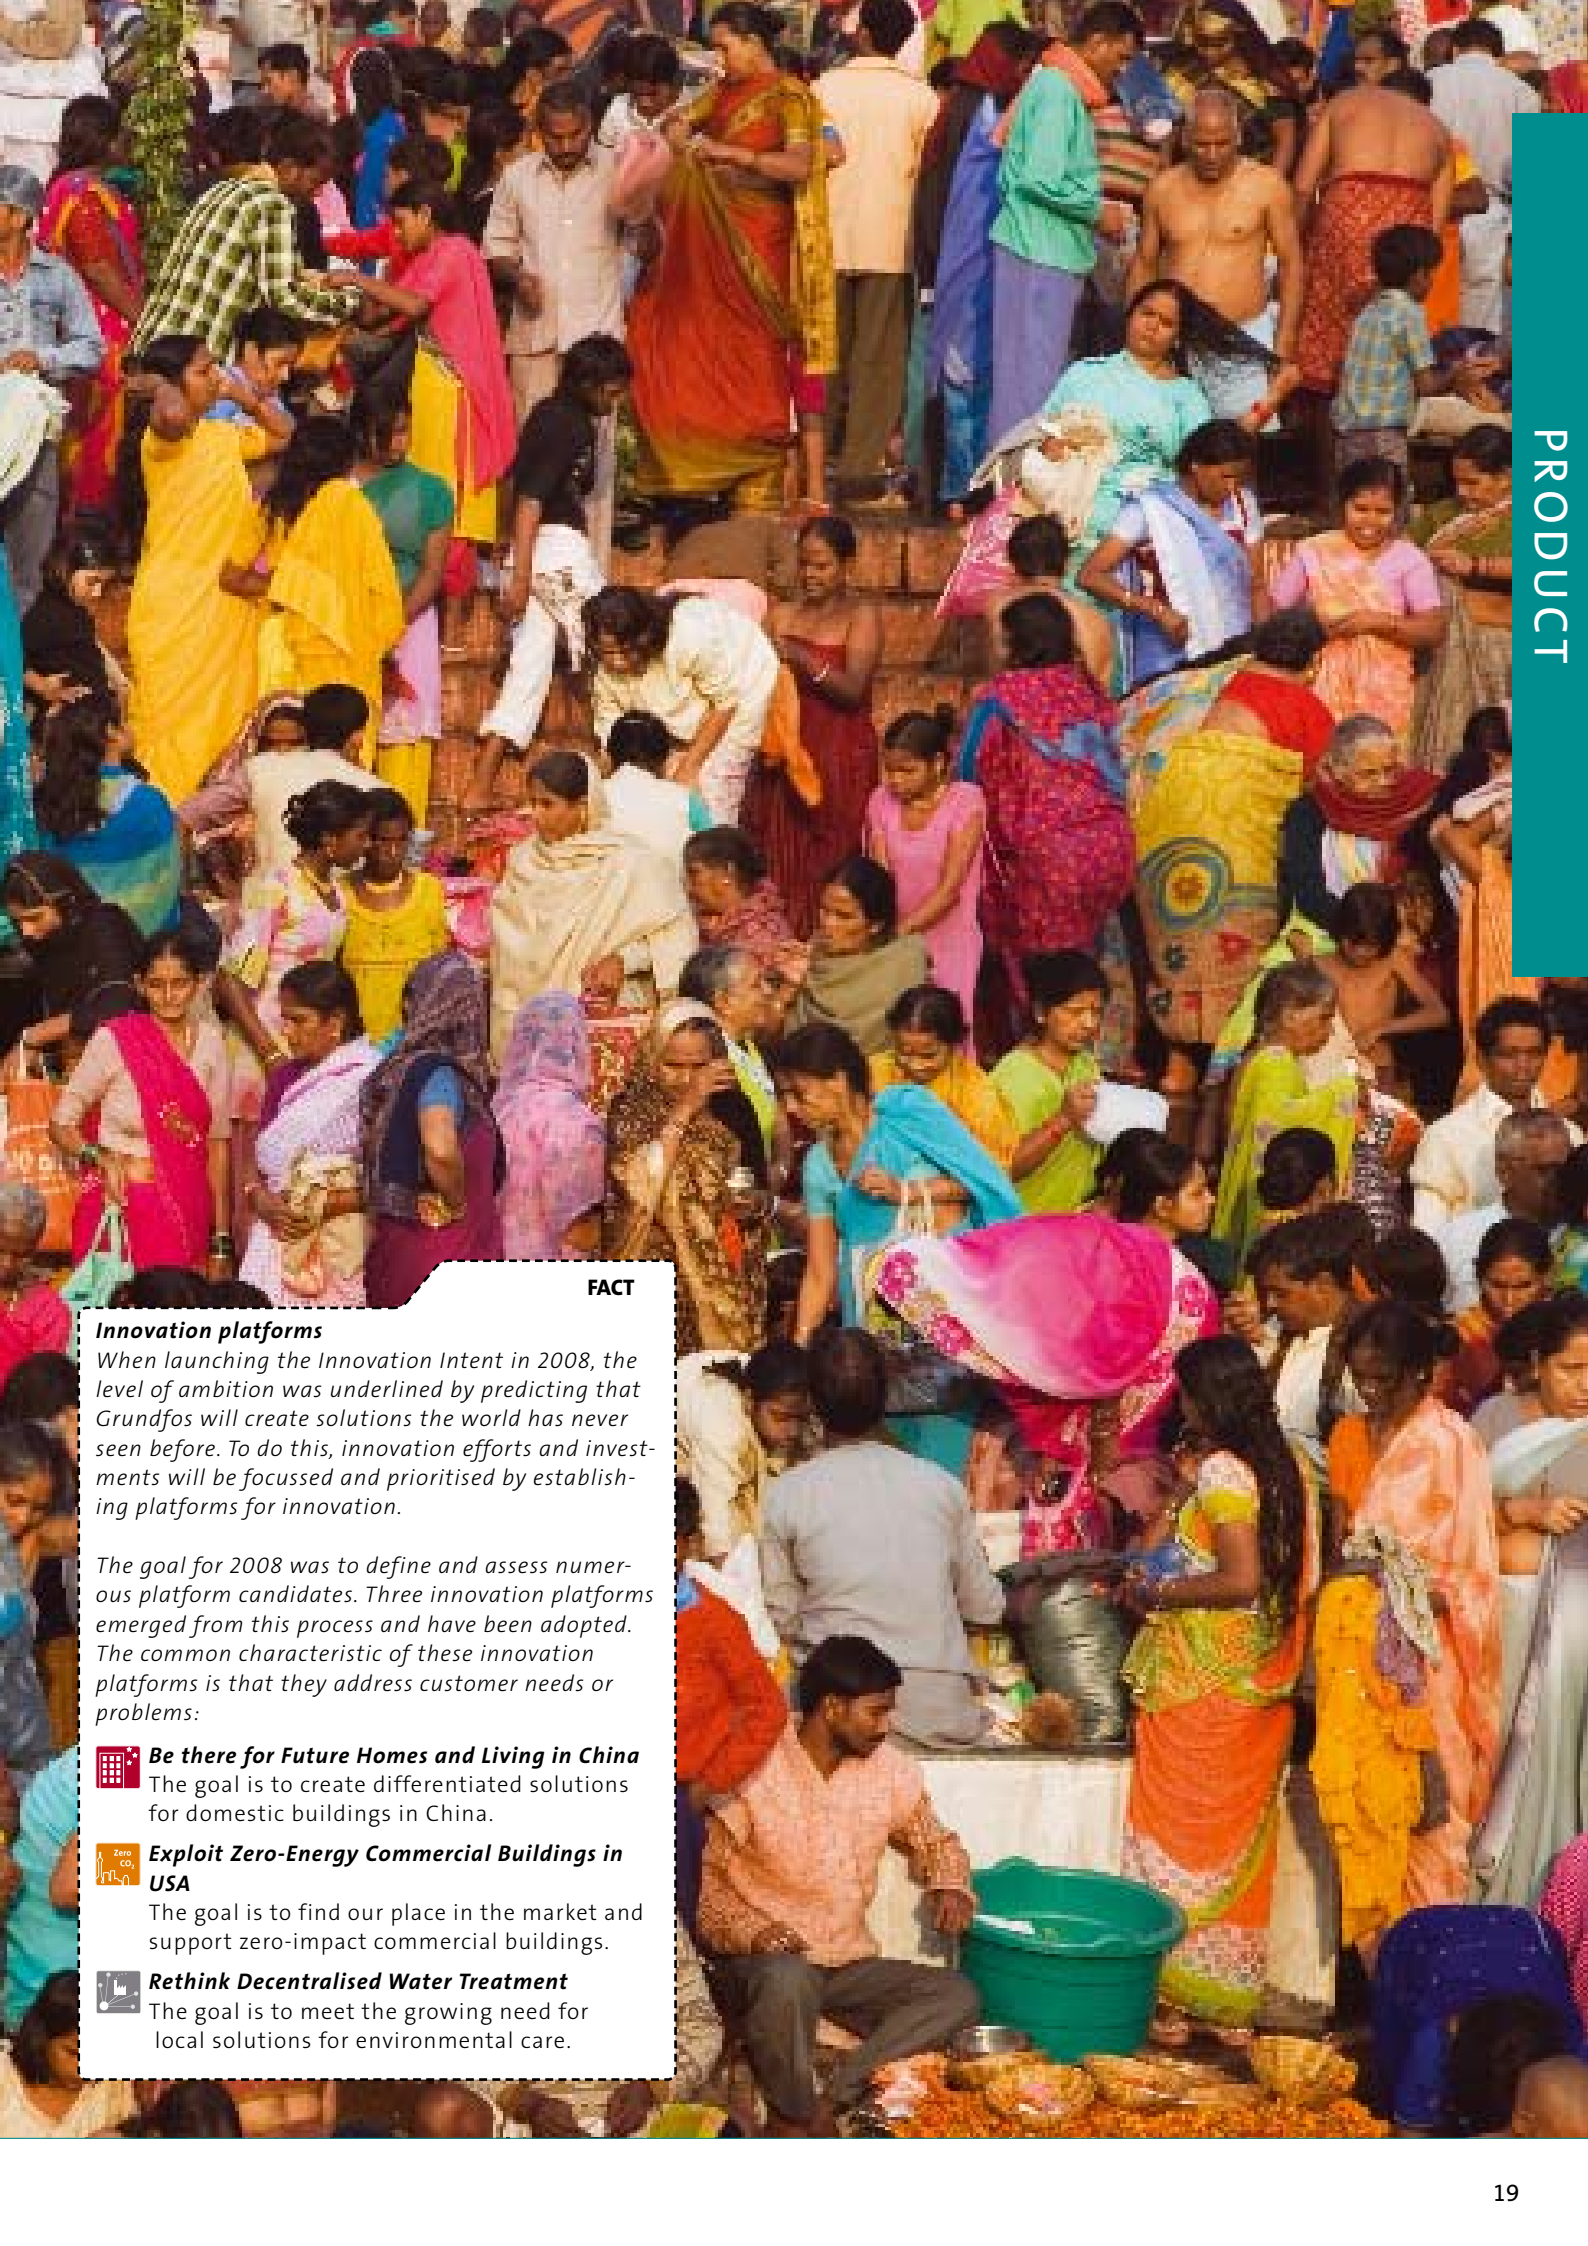 PRODUCT
FACT
Innovation platforms
When launching the Innovation Intent in 2008, the
level of ambition was underlined by predicting that
Grundfos will create solutions the world has never
seen before. To do this, innovation efforts and invest-
ments will be focussed and prioritised by establish-
ing platforms for innovation.
The goal for 2008 was to define and assess numer-
ous platform candidates. Three innovation platforms
emerged from this process and have been adopted.
The common characteristic of these innovation
platforms is that they address customer needs or
problems:
Be there for Future Homes and Living in China
The goal is to create differentiated solutions
for domestic buildings in China.
Zero
CO₂
Exploit Zero-Energy Commercial Buildings in
USA
The goal is to find our place in the market and
support zero-impact commercial buildings.
Rethink Decentralised Water Treatment
The goal is to meet the growing need for
local solutions for environmental care.
19